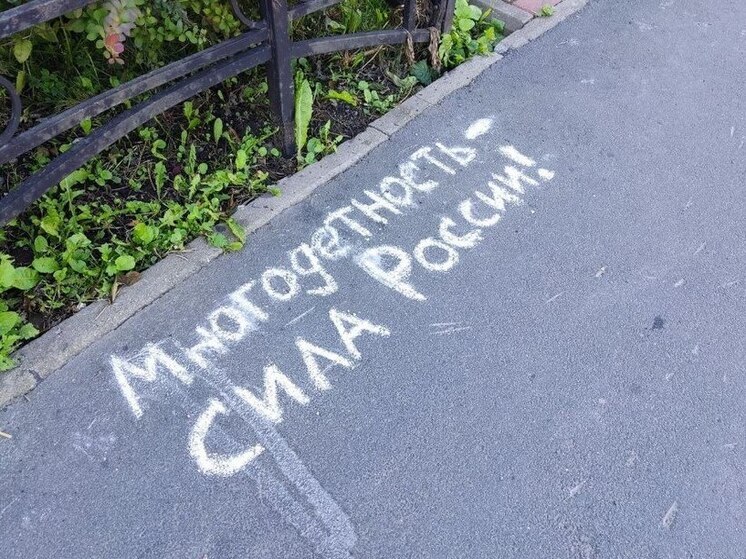 Многодетность -
Сила России!